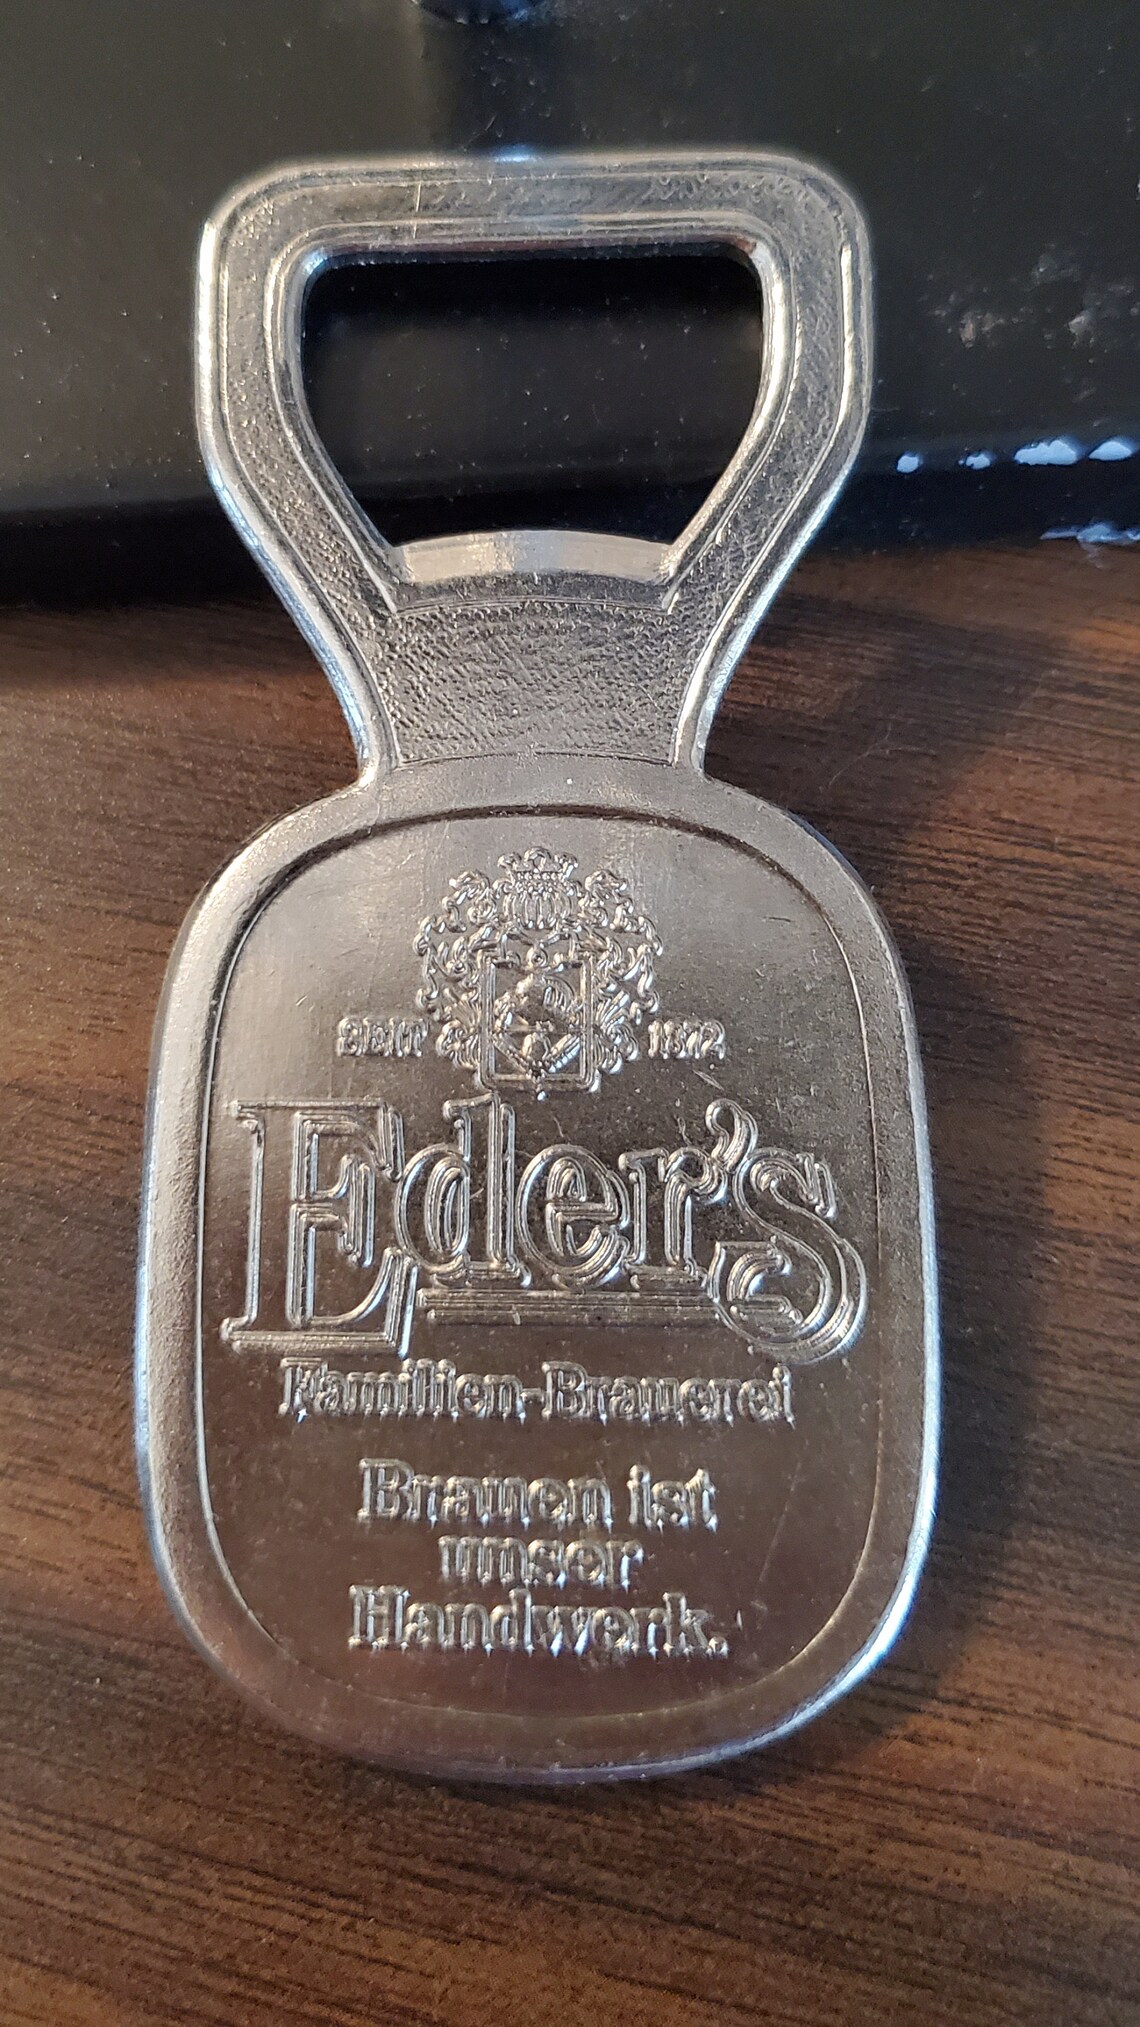 SEIT 1872
Eder's
Familien-Brauerei
Brauen ist
unser
Handwerk.